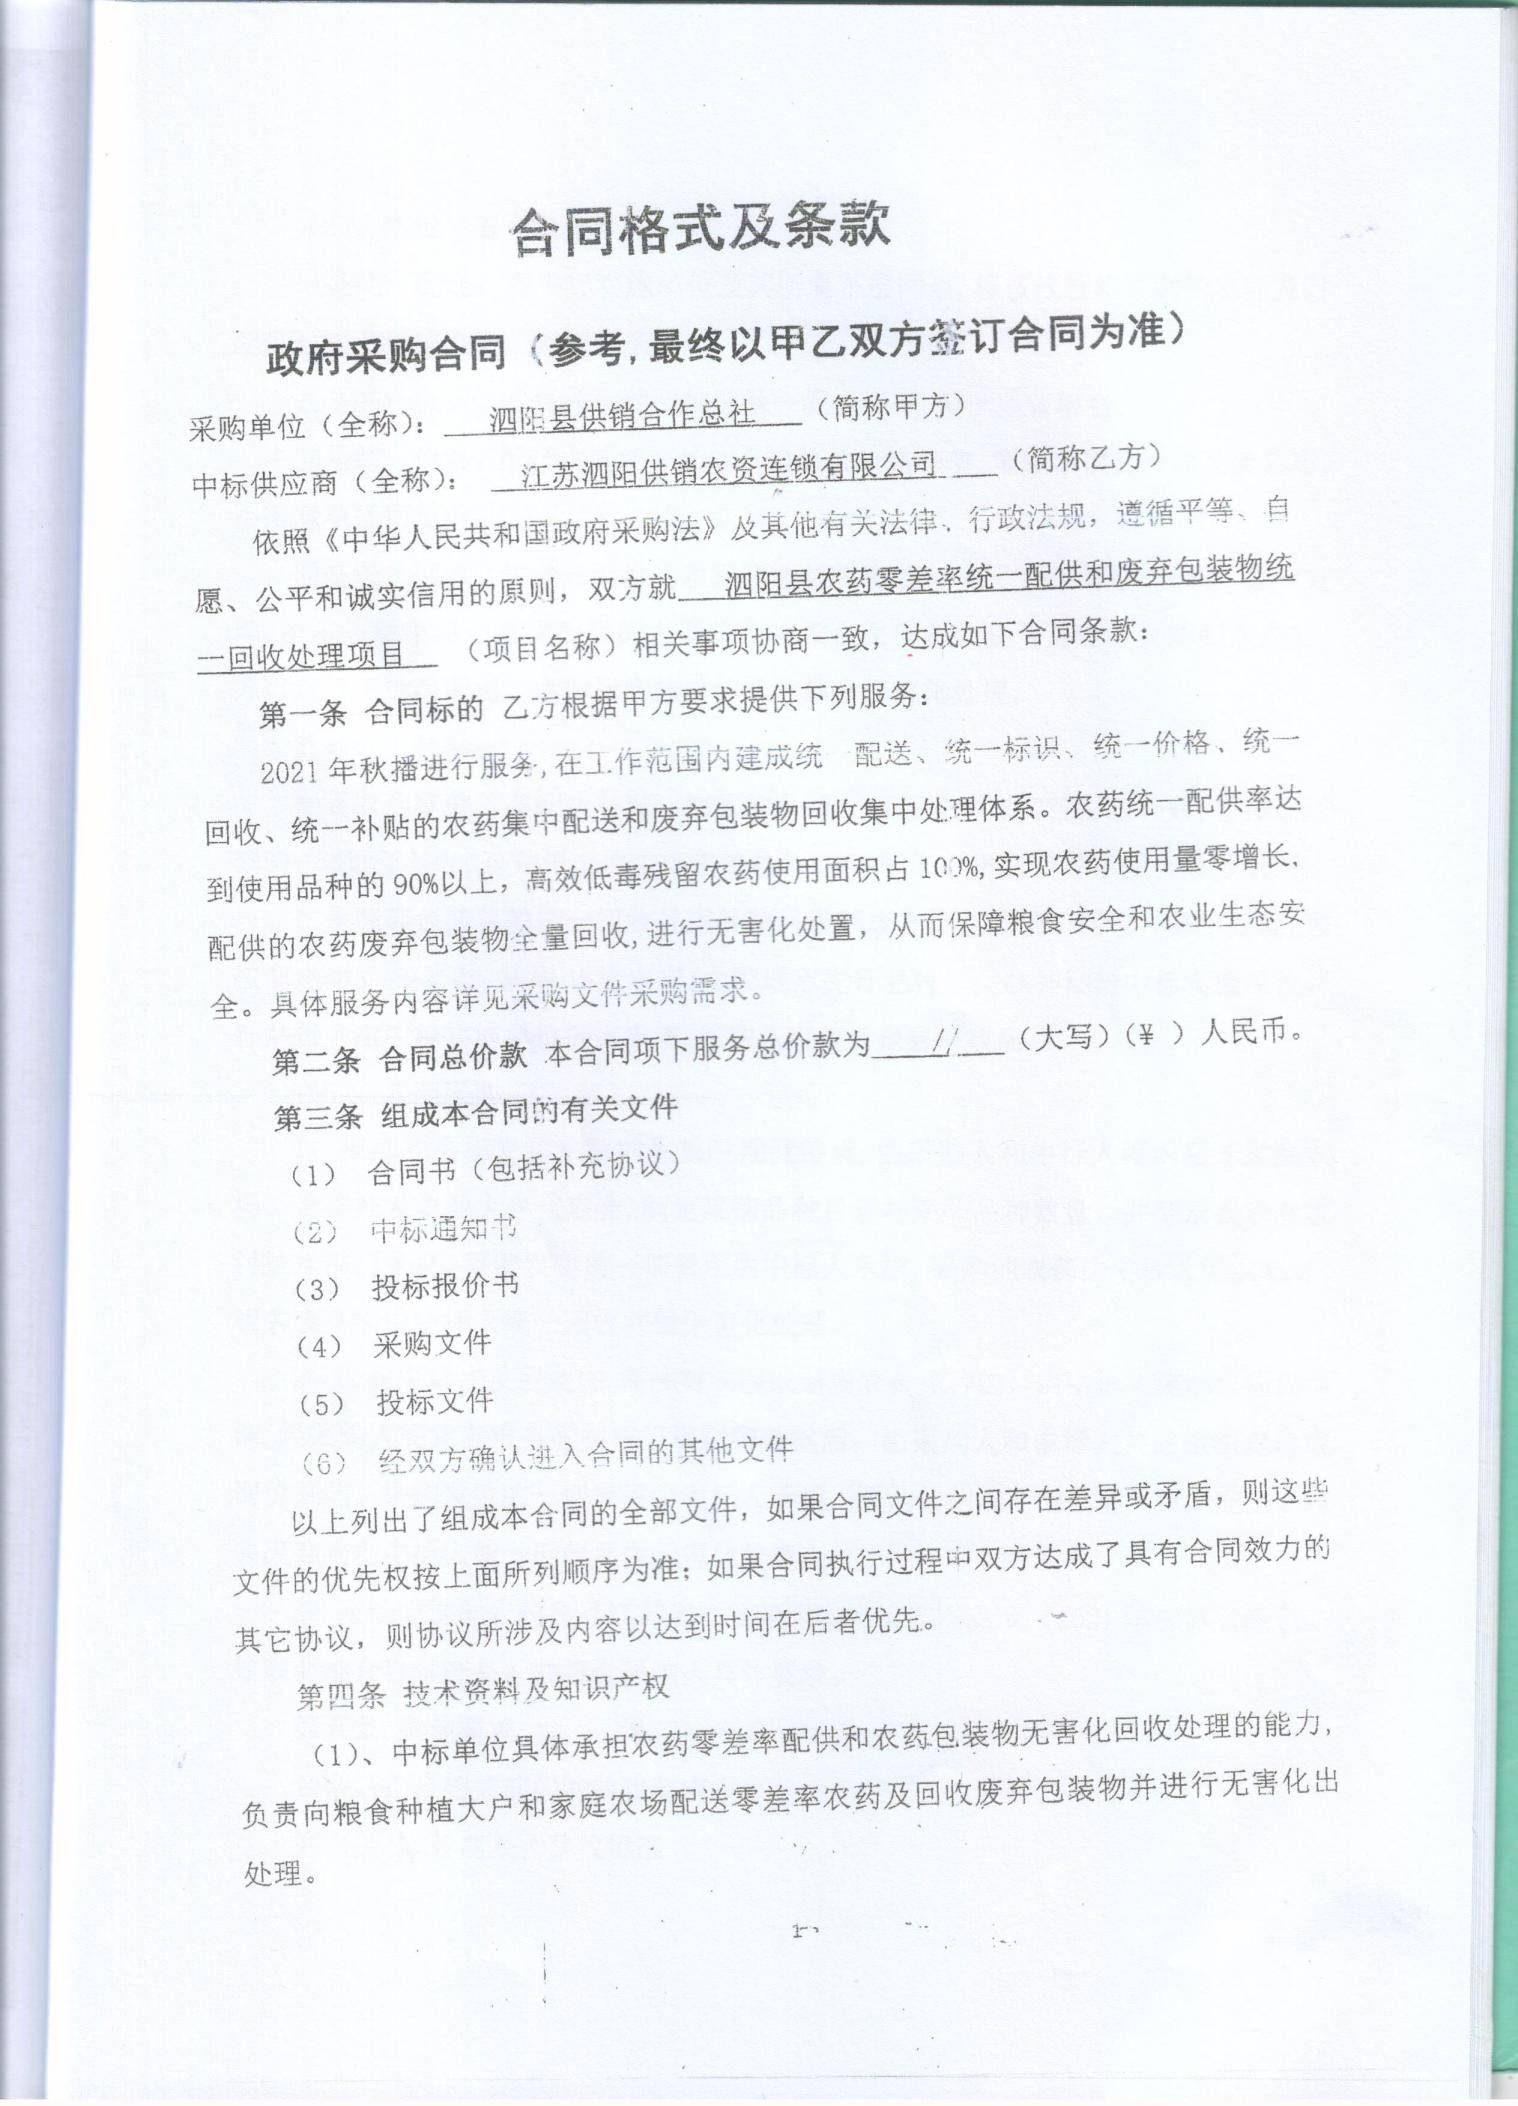 合同格式及条款
政府采购合同（参考,最终以甲乙双方签订合同为准）
采购单位（全称）： 泗阳县供销合作总社 （简称甲方）
中标供应商（全称）： 江苏泗阳供销农资连锁有限公司 （简称乙方）
依照《中华人民共和国政府采购法》及其他有关法律、行政法规，遵循平等、自
愿、公平和诚实信用的原则，双方就 泗阳县农药零差率统一配供和废弃包装物统
一回收处理项目 （项目名称）相关事项协商一致，达成如下合同条款：
第一条 合同标的 乙方根据甲方要求提供下列服务：
2021年秋播进行服务,在工作范围内建成统一配送、统一标识、统一价格、统一
回收、统一补贴的农药集中配送和废弃包装物回收集中处理体系。农药统一配供率达
到使用品种的90%以上，高效低毒残留农药使用面积占100%,实现农药使用量零增长,
配供的农药废弃包装物全量回收,进行无害化处置，从而保障粮食安全和农业生态安
全。具体服务内容详见采购文件采购需求。
第二条 合同总价款 本合同项下服务总价款为 // （大写）（¥ ）人民币。
第三条 组成本合同的有关文件
（1） 合同书（包括补充协议）
（2） 中标通知书
（3） 投标报价书
（4） 采购文件
（5） 投标文件
（6） 经双方确认进入合同的其他文件
以上列出了组成本合同的全部文件，如果合同文件之间存在差异或矛盾，则这些
文件的优先权按上面所列顺序为准；如果合同执行过程中双方达成了具有合同效力的
其它协议，则协议所涉及内容以达到时间在后者优先。
第四条 技术资料及知识产权
（1）、中标单位具体承担农药零差率配供和农药包装物无害化回收处理的能力,
负责向粮食种植大户和家庭农场配送零差率农药及回收废弃包装物并进行无害化出
处理。
1